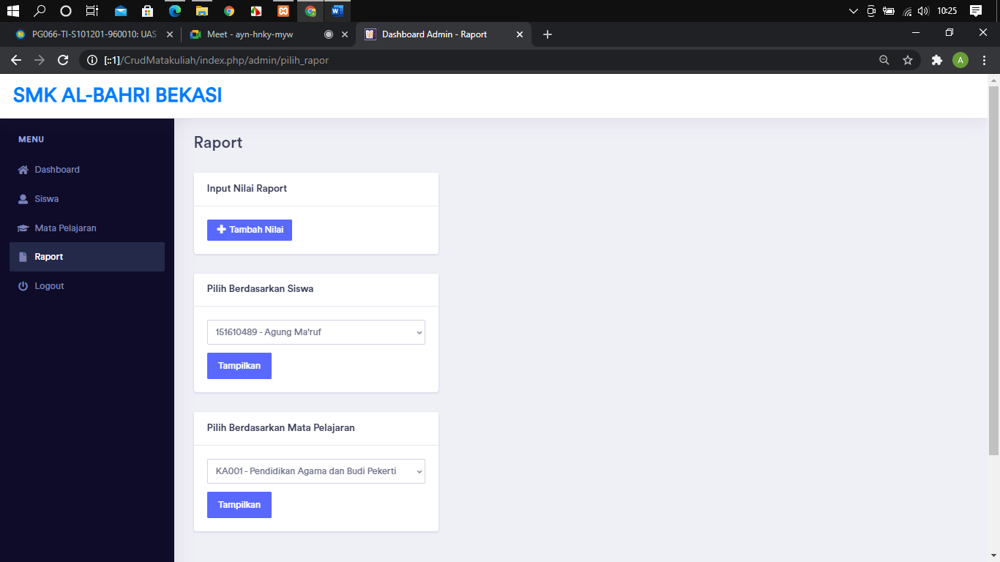 10:25
PG066-TI-S101201-960010: UAS
Meet - ayn-hnky-myw
Dashboard Admin - Raport
[::1]/CrudMatakuliah/index.php/admin/pilih_rapor
A
SMK AL-BAHRI BEKASI
MENU
Dashboard
Siswa
Mata Pelajaran
Raport
Logout
Raport
Input Nilai Raport
Tambah Nilai
Pilih Berdasarkan Siswa
151610489 - Agung Ma'ruf
Tampilkan
Pilih Berdasarkan Mata Pelajaran
KA001 - Pendidikan Agama dan Budi Pekerti
Tampilkan